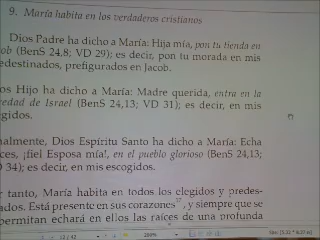 9. María habita en los verdaderos cristianos
Dios Padre ha dicho a María: Hija mía, pon tu tienda en
ob (BenS 24,8; VD 29); es decir, pon tu morada en mis
edestinados, prefigurados en Jacob.
os Hijo ha dicho a María: Madre querida, entra en la
edad de Israel (BenS 24,13; VD 31); es decir, en mis
gidos.
nalmente, Dios Espíritu Santo ha dicho a María: Echa
ces, ¡fiel Esposa mía!, en el pueblo glorioso (BenS 24,13;
D 34); es decir, en mis escogidos.
r tanto, María habita en todos los elegidos y predes-
ados. Está presente en sus corazones, y siempre que se
permitan echará en ellos las raíces de una profunda